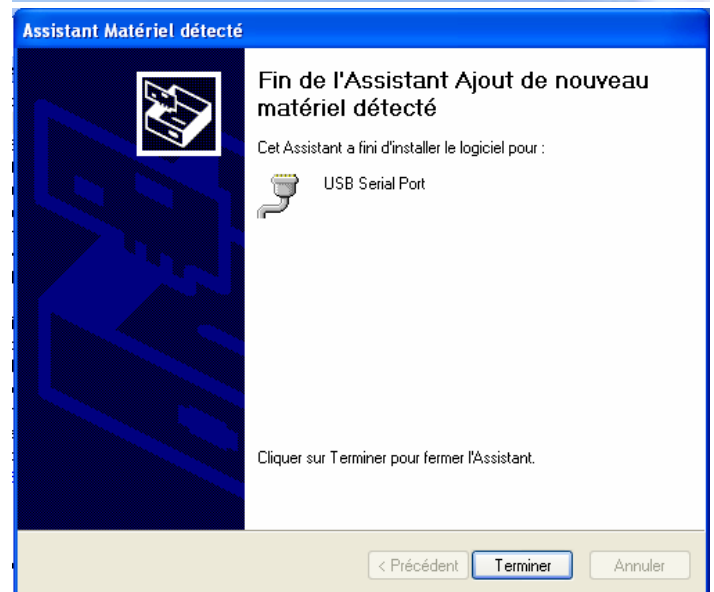 Assistant Matériel détecté
Fin de l'Assistant Ajout de nouveau
matériel détecté
Cet Assistant a fini d'installer le logiciel pour :
USB Serial Port
Cliquer sur Terminer pour fermer l'Assistant.
< Précédent Terminer Annuler